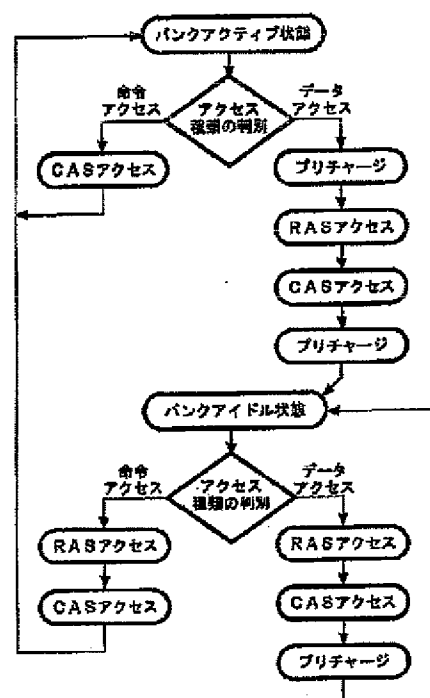 バンクアクティブ状態
命令
アクセス
アクセス
種類の判別
データ
アクセス
CASアクセス
プリチャージ
RASアクセス
CASアクセス
プリチャージ
バンクアイドル状態
命令
アクセス
アクセス
種類の判別
データ
アクセス
RASアクセス
RASアクセス
CASアクセス
CASアクセス
プリチャージ